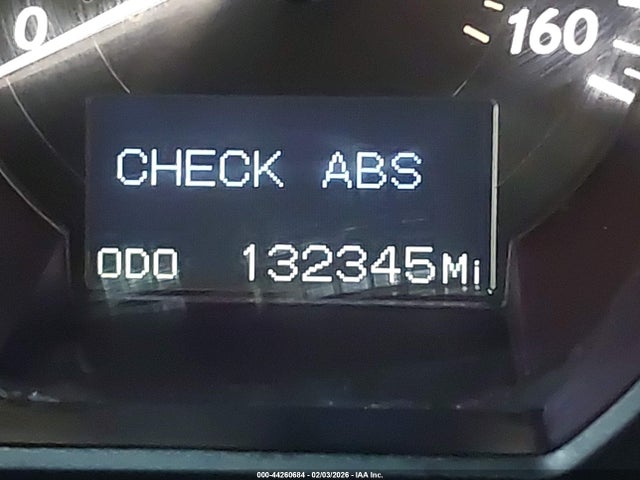 0 160
CHECK ABS
ODO 132345Mi
000-44260684 - 02/03/2026 - IAA Inc.